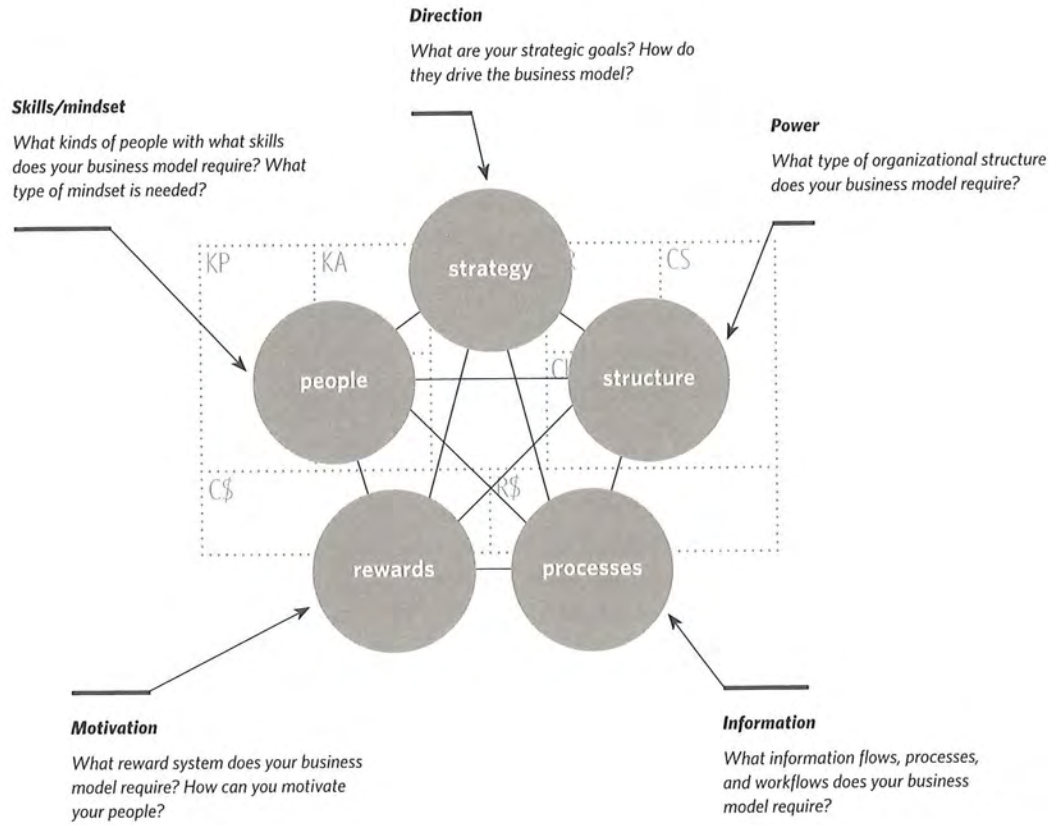 Direction
What are your strategic goals? How do
they drive the business model?
Skills/mindset
What kinds of people with what skills
does your business model require? What
type of mindset is needed?
Power
What type of organizational structure
does your business model require?
KP
KA
strategy
CS
people
structure
C$
R$
rewards
processes
Motivation
What reward system does your business
model require? How can you motivate
your people?
Information
What information flows, processes,
and workflows does your business
model require?